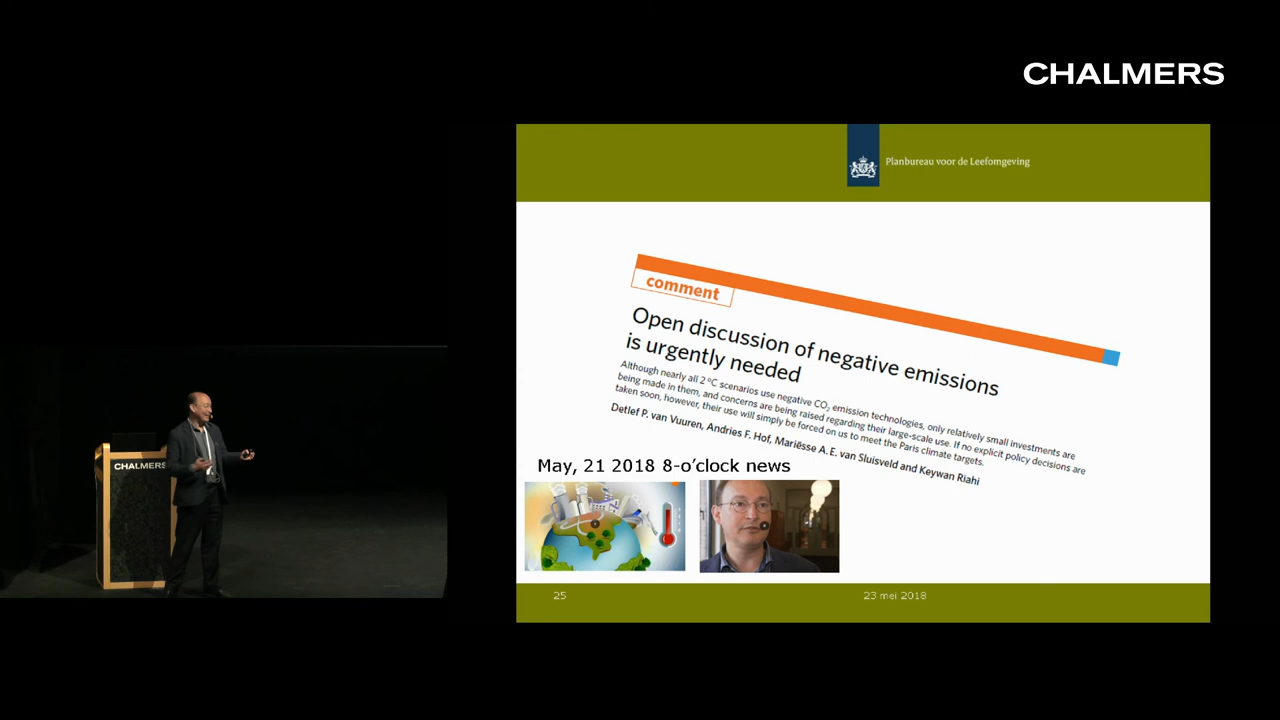 CHALMERS
Planbureau voor de Leefomgeving
comment
Open discussion of negative emissions
is urgently needed
Although nearly all 2 °C scenarios use negative CO₂ emission technologies, only relatively small investments are
being made in them, and concerns are being raised regarding their large-scale use. If no explicit policy decisions are
taken soon, however, their use will simply be forced on us to meet the Paris climate targets.
Detlef P. van Vuuren, Andries F. Hof, Mariësse A. E. van Sluisveld and Keywan Riahi
May, 21 2018 8-o’clock news
25
23 mei 2018
CHALMERS